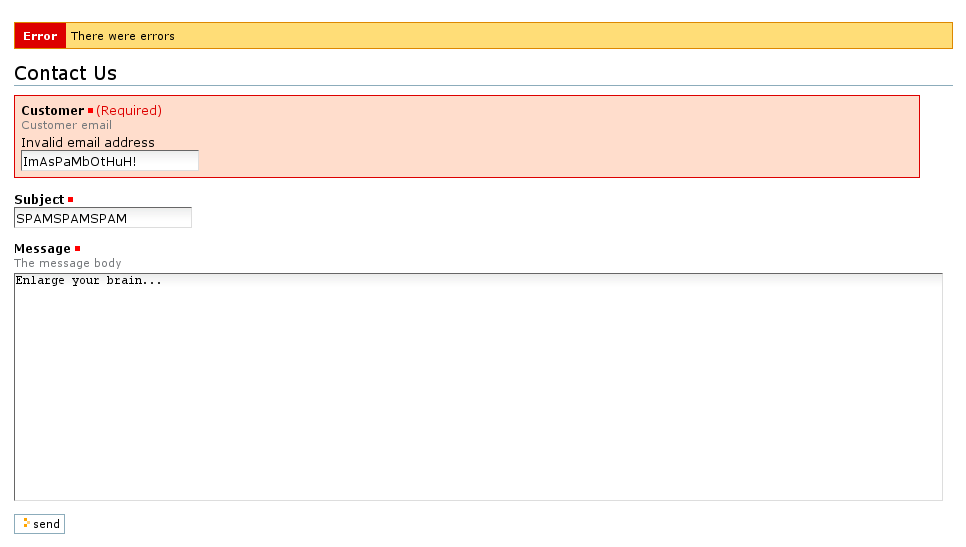 Error There were errors
Contact Us
Customer (Required)
Customer email
Invalid email address
ImAsPaMbOtHuH!
Subject
SPAMSPAMSPAM
Message
The message body
Enlarge your brain...
send